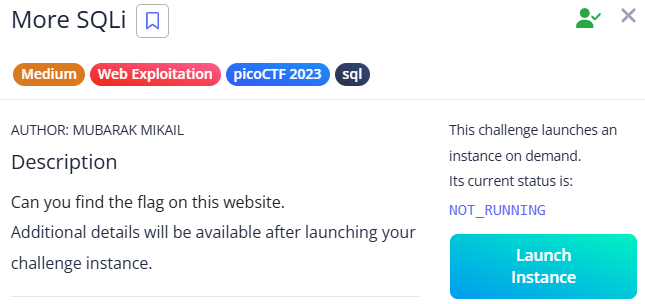 More SQLi
Medium Web Exploitation picoCTF 2023 sql
AUTHOR: MUBARAK MIKAIL
Description
Can you find the flag on this website.
Additional details will be available after launching your
challenge instance.
This challenge launches an
instance on demand.
Its current status is:
NOT_RUNNING
Launch
Instance